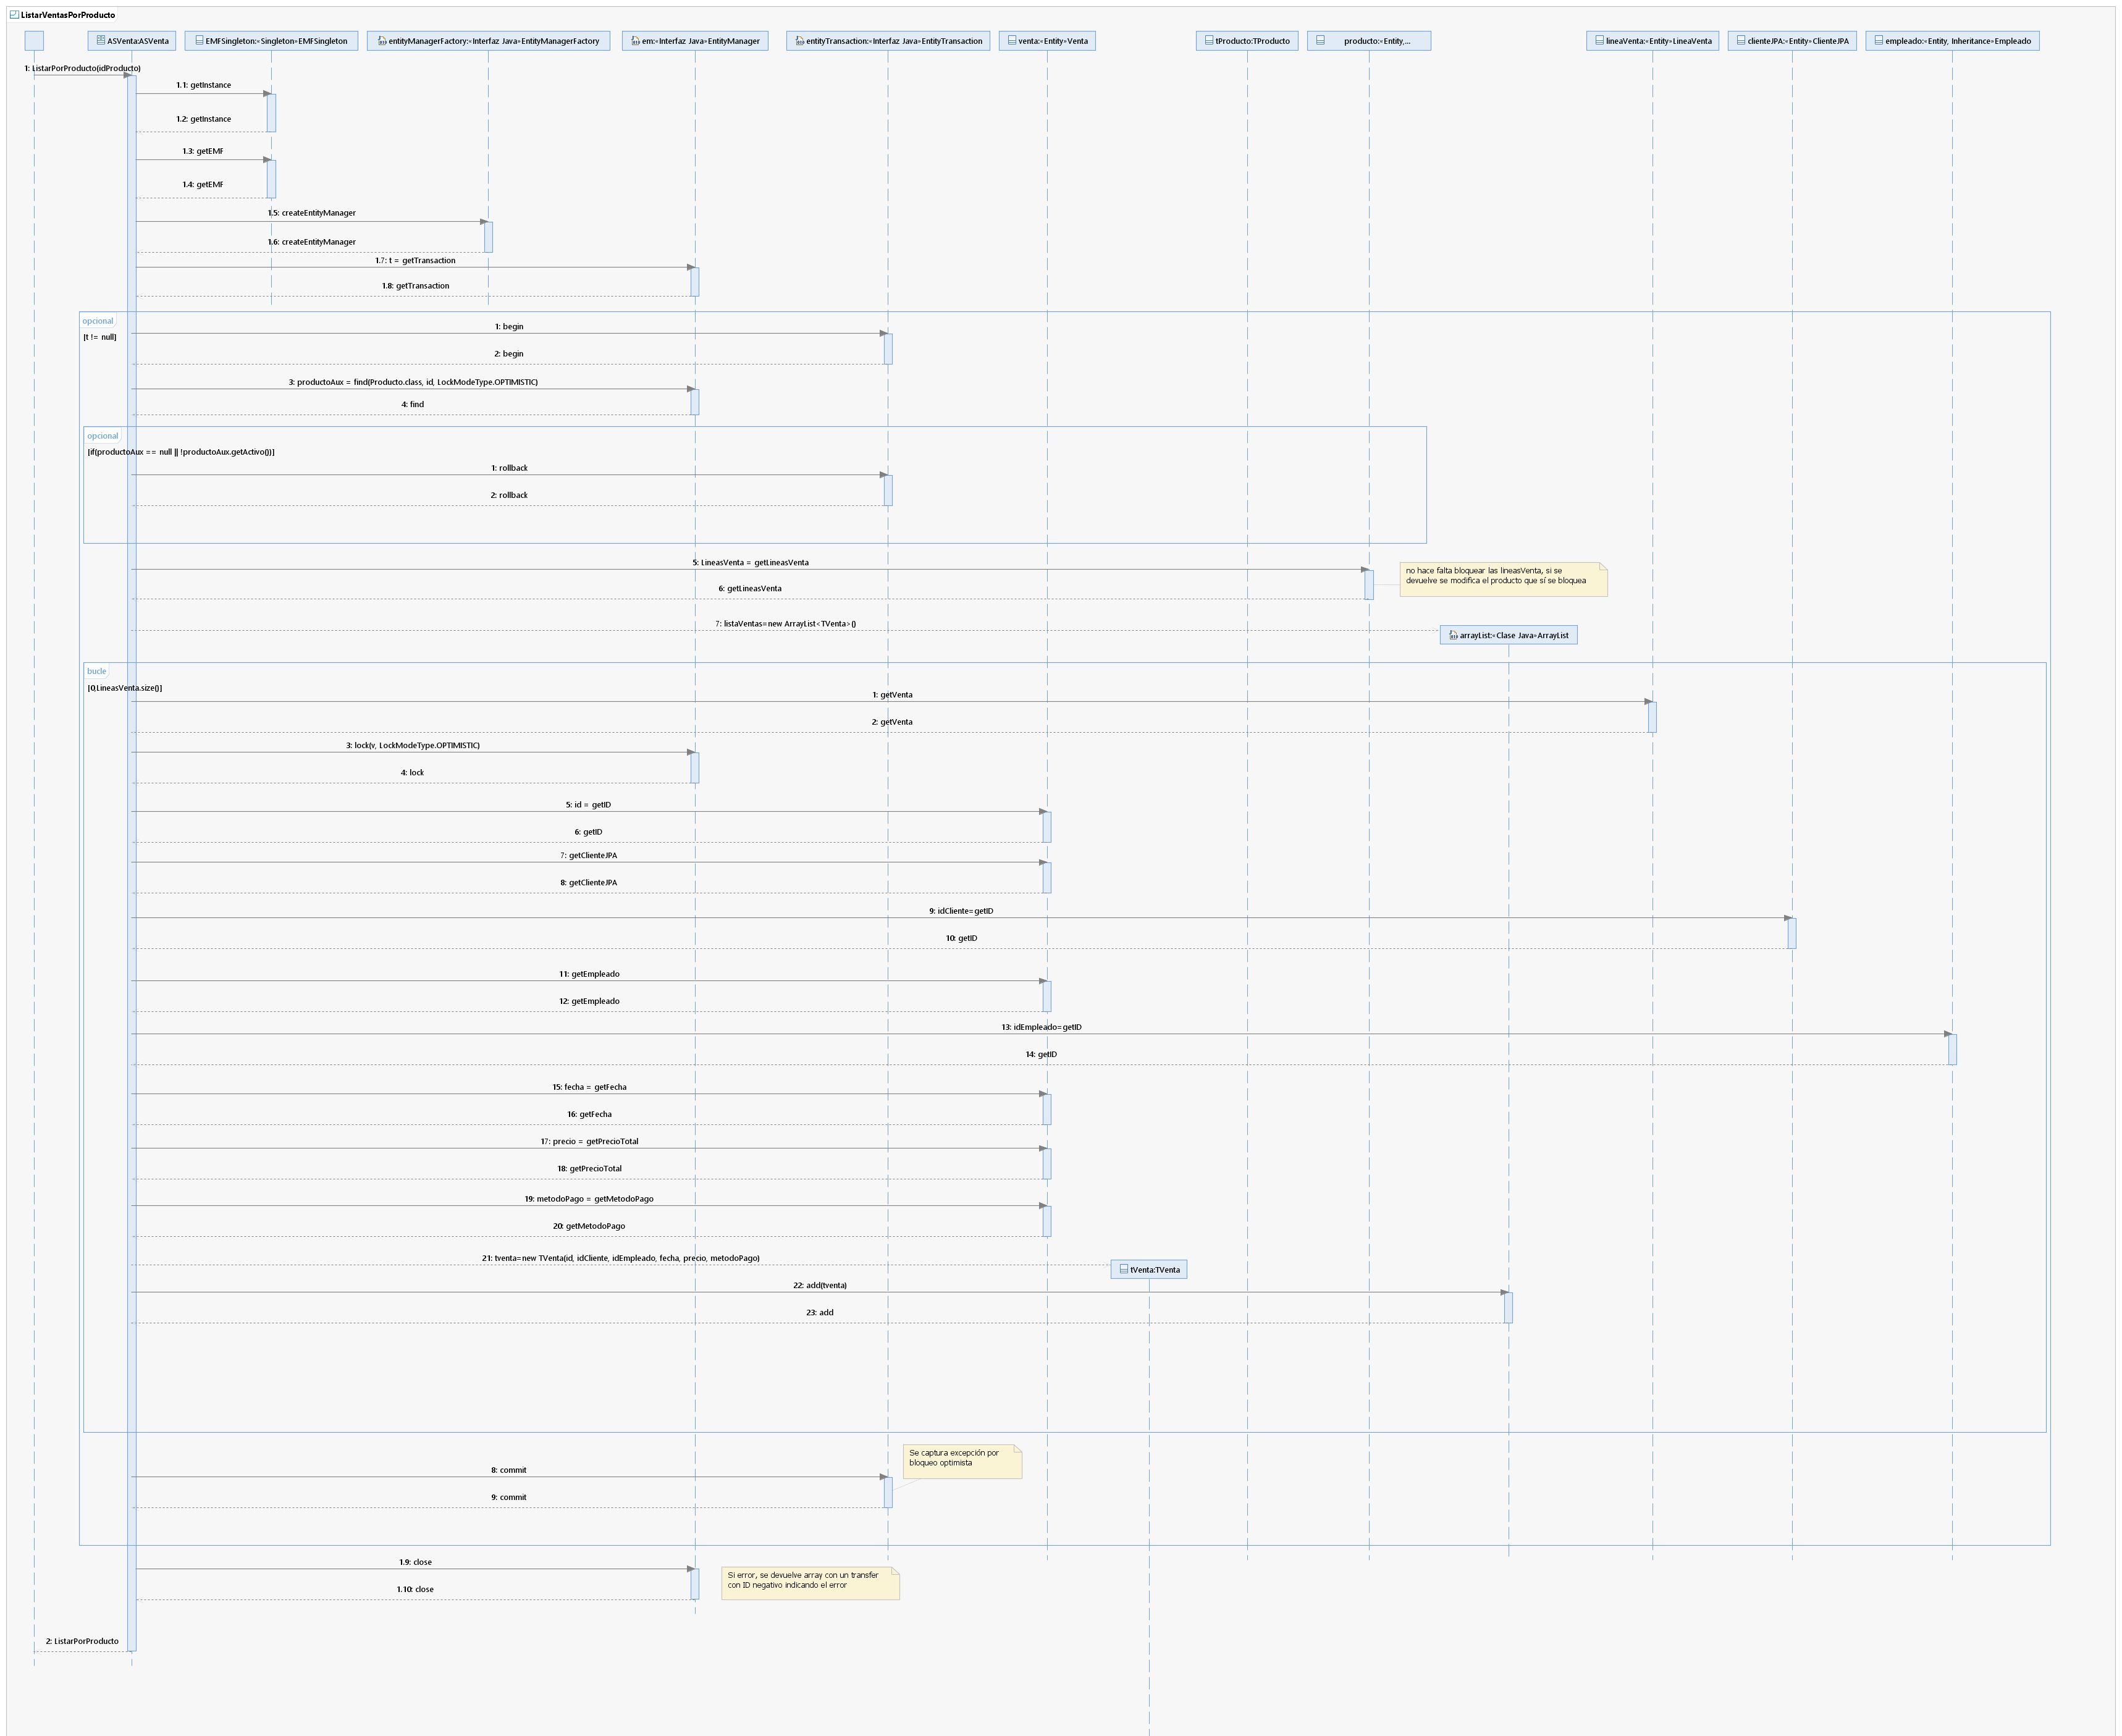 ListarVentasPorProducto
ASVenta:ASVenta
EMFSingleton:«Singleton»EMFSingleton
entityManagerFactory:«Interfaz Java»EntityManagerFactory
em:«Interfaz Java»EntityManager
entityTransaction:«Interfaz Java»EntityTransaction
venta:«Entity»Venta
tProducto:TProducto
producto:«Entity,...
lineaVenta:«Entity»LineaVenta
clienteJPA:«Entity»ClienteJPA
empleado:«Entity, Inheritance»Empleado
1: ListarPorProducto(idProducto)
1.1: getInstance
1.2: getInstance
1.3: getEMF
1.4: getEMF
1.5: createEntityManager
1.6: createEntityManager
1.7: t = getTransaction
1.8: getTransaction
opcional
[t != null]
1: begin
2: begin
3: productoAux = find(Producto.class, id, LockModeType.OPTIMISTIC)
4: find
opcional
[if(productoAux == null || !productoAux.getActivo())]
1: rollback
2: rollback
5: LineasVenta = getLineasVenta
no hace falta bloquear las lineasVenta, si se
devuelve se modifica el producto que sí se bloquea
6: getLineasVenta
7: listaVentas=new ArrayList<TVenta>()
arrayList:«Clase Java»ArrayList
bucle
[0,LineasVenta.size()]
1: getVenta
2: getVenta
3: lock(v, LockModeType.OPTIMISTIC)
4: lock
5: id = getID
6: getID
7: getClienteJPA
8: getClienteJPA
9: idCliente=getID
10: getID
11: getEmpleado
12: getEmpleado
13: idEmpleado=getID
14: getID
15: fecha = getFecha
16: getFecha
17: precio = getPrecioTotal
18: getPrecioTotal
19: metodoPago = getMetodoPago
20: getMetodoPago
21: tventa=new TVenta(id, idCliente, idEmpleado, fecha, precio, metodoPago)
tVenta:TVenta
22: add(tventa)
23: add
Se captura excepción por
bloqueo optimista
8: commit
9: commit
1.9: close
Si error, se devuelve array con un transfer
con ID negativo indicando el error
1.10: close
2: ListarPorProducto